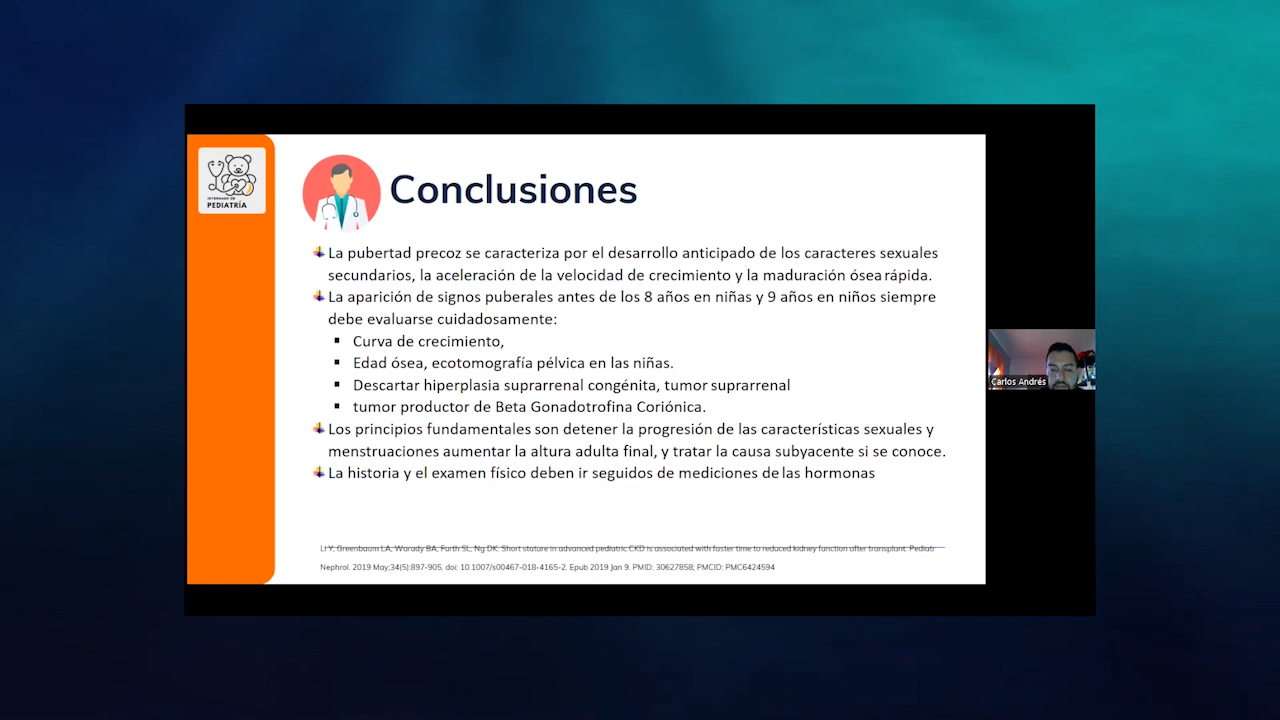 INTERNADO DE
PEDIATRÍA
Conclusiones
La pubertad precoz se caracteriza por el desarrollo anticipado de los caracteres sexuales
secundarios, la aceleración de la velocidad de crecimiento y la maduración ósea rápida.
La aparición de signos puberales antes de los 8 años en niñas y 9 años en niños siempre
debe evaluarse cuidadosamente:
Curva de crecimiento,
Edad ósea, ecotomografía pélvica en las niñas.
Descartar hiperplasia suprarrenal congénita, tumor suprarrenal
tumor productor de Beta Gonadotrofina Coriónica.
Los principios fundamentales son detener la progresión de las características sexuales y
menstruaciones aumentar la altura adulta final, y tratar la causa subyacente si se conoce.
La historia y el examen físico deben ir seguidos de mediciones de las hormonas
Li Y, Greenbaum LA, Warady BA, Furth SL, Ng DK. Short stature in advanced pediatric CKD is associated with faster time to reduced kidney function after transplant. Pediatr
Nephrol. 2019 May;34(5):897-905. doi: 10.1007/s00467-018-4165-2. Epub 2019 Jan 9. PMID: 30627858; PMCID: PMC6424594
Carlos Andrés